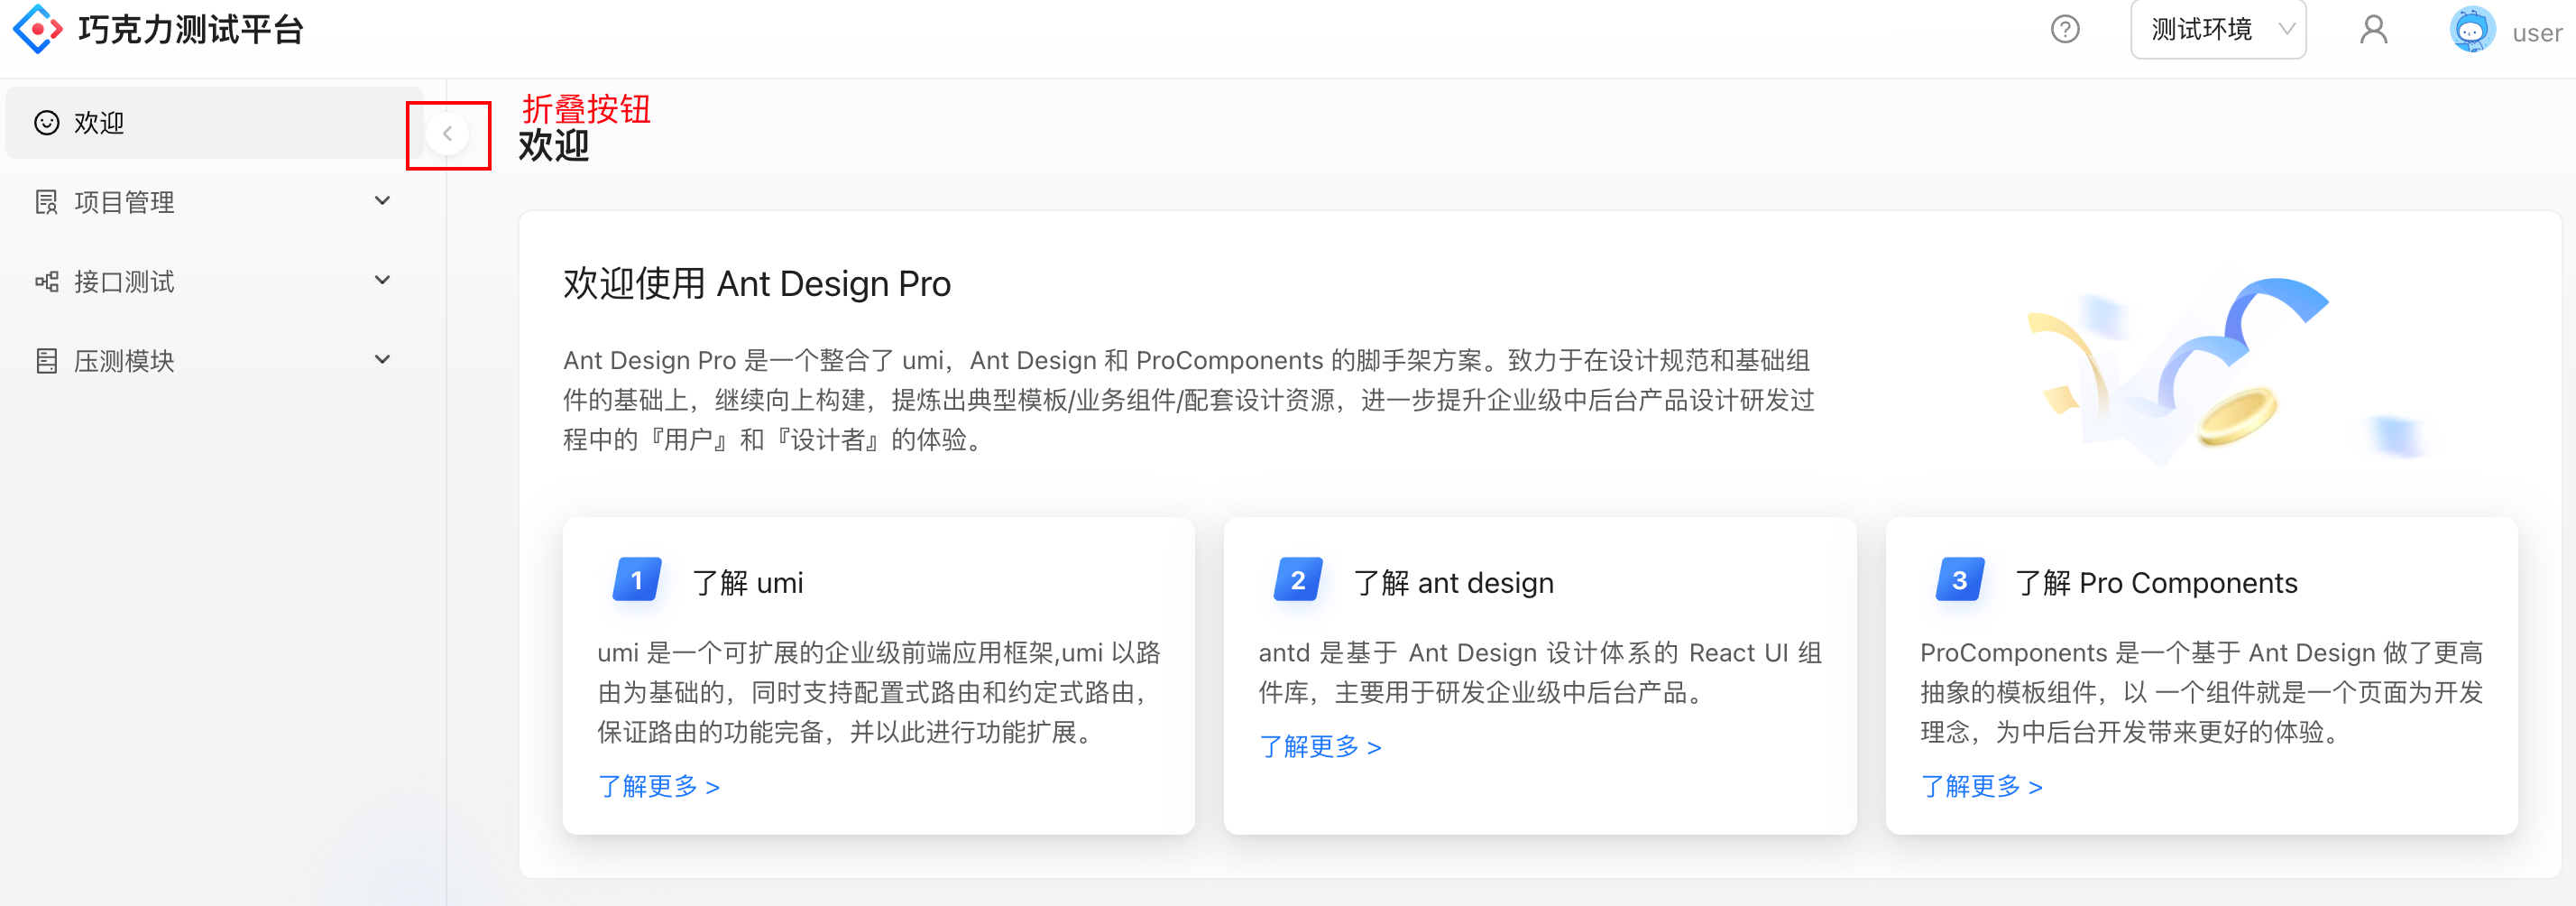 巧克力测试平台
测试环境
user
欢迎
项目管理
接口测试
压测模块
折叠按钮
欢迎
欢迎使用 Ant Design Pro
Ant Design Pro 是一个整合了 umi，Ant Design 和 ProComponents 的脚手架方案。致力于在设计规范和基础组
件的基础上，继续向上构建，提炼出典型模板/业务组件/配套设计资源，进一步提升企业级中后台产品设计研发过
程中的『用户』和『设计者』的体验。
1
了解 umi
umi 是一个可扩展的企业级前端应用框架,umi 以路
由为基础的，同时支持配置式路由和约定式路由，
保证路由的功能完备，并以此进行功能扩展。
了解更多 >
2
了解 ant design
antd 是基于 Ant Design 设计体系的 React UI 组
件库，主要用于研发企业级中后台产品。
了解更多 >
3
了解 Pro Components
ProComponents 是一个基于 Ant Design 做了更高
抽象的模板组件，以 一个组件就是一个页面为开发
理念，为中后台开发带来更好的体验。
了解更多 >